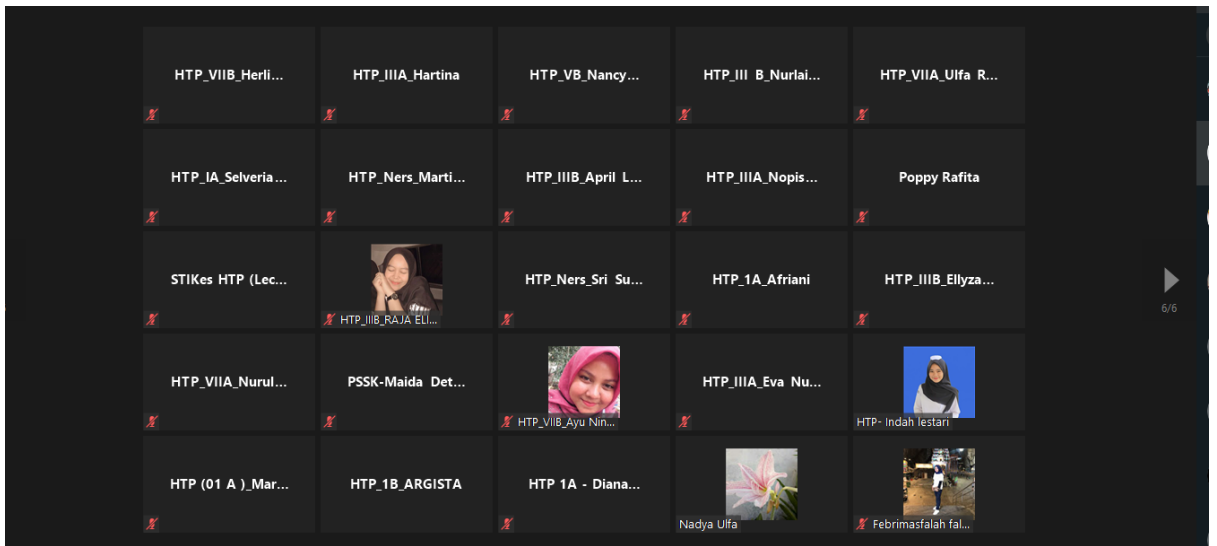 HTP_VIIB_Herli...
HTP_IIIA_Hartina
HTP_VB_Nancy...
HTP_III B_Nurlai...
HTP_VIIA_Ulfa R...
HTP_IA_Selveria...
HTP_Ners_Marti...
HTP_IIIB_April L...
HTP_IIIA_Nopis...
Poppy Rafita
STIKes HTP (Lec...
HTP_IIIB_RAJA ELI...
HTP_Ners_Sri Su...
HTP_1A_Afriani
HTP_IIIB_Ellyza...
6/6
HTP_VIIA_Nurul...
PSSK-Maida Det...
HTP_VIIB_Ayu Nin...
HTP_IIIA_Eva Nu...
HTP- Indah lestari
HTP (01 A )_Mar...
HTP_1B_ARGISTA
HTP 1A - Diana...
Nadya Ulfa
Febrimasfalah fal...